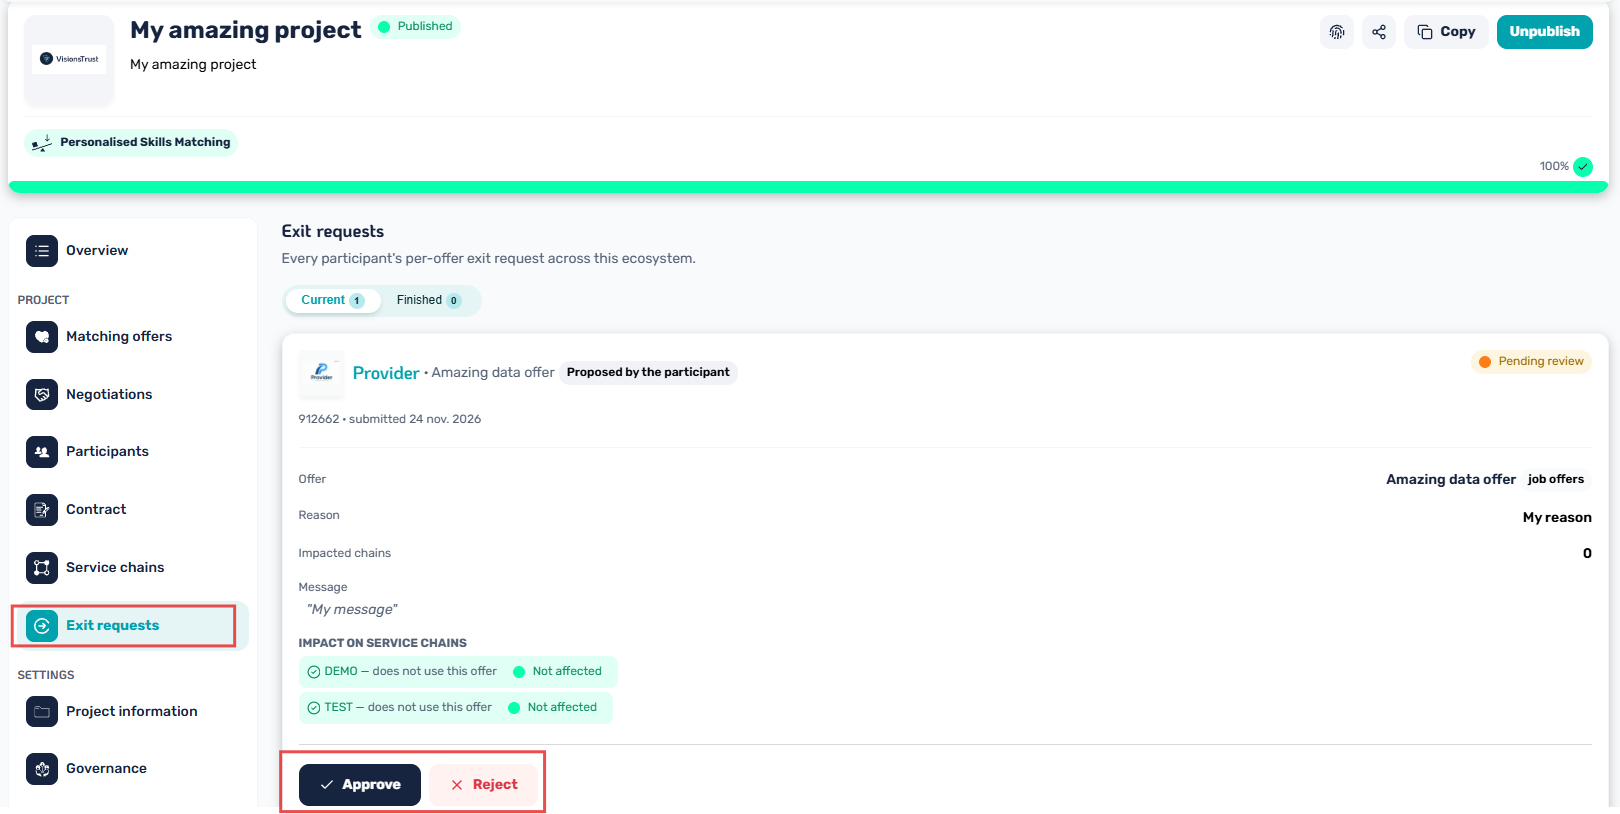 My amazing project
Published
Copy
Unpublish
VisionsTrust
My amazing project
Personalised Skills Matching
100%
Overview
PROJECT
Matching offers
Negotiations
Participants
Contract
Service chains
Exit requests
SETTINGS
Project information
Governance
Exit requests
Every participant's per-offer exit request across this ecosystem.
Current 1
Finished 0
Provider
Provider • Amazing data offer Proposed by the participant
Pending review
912662 • submitted 24 nov. 2026
Offer
Amazing data offer job offers
Reason
My reason
Impacted chains
0
Message
"My message"
IMPACT ON SERVICE CHAINS
DEMO — does not use this offer Not affected
TEST — does not use this offer Not affected
Approve
Reject